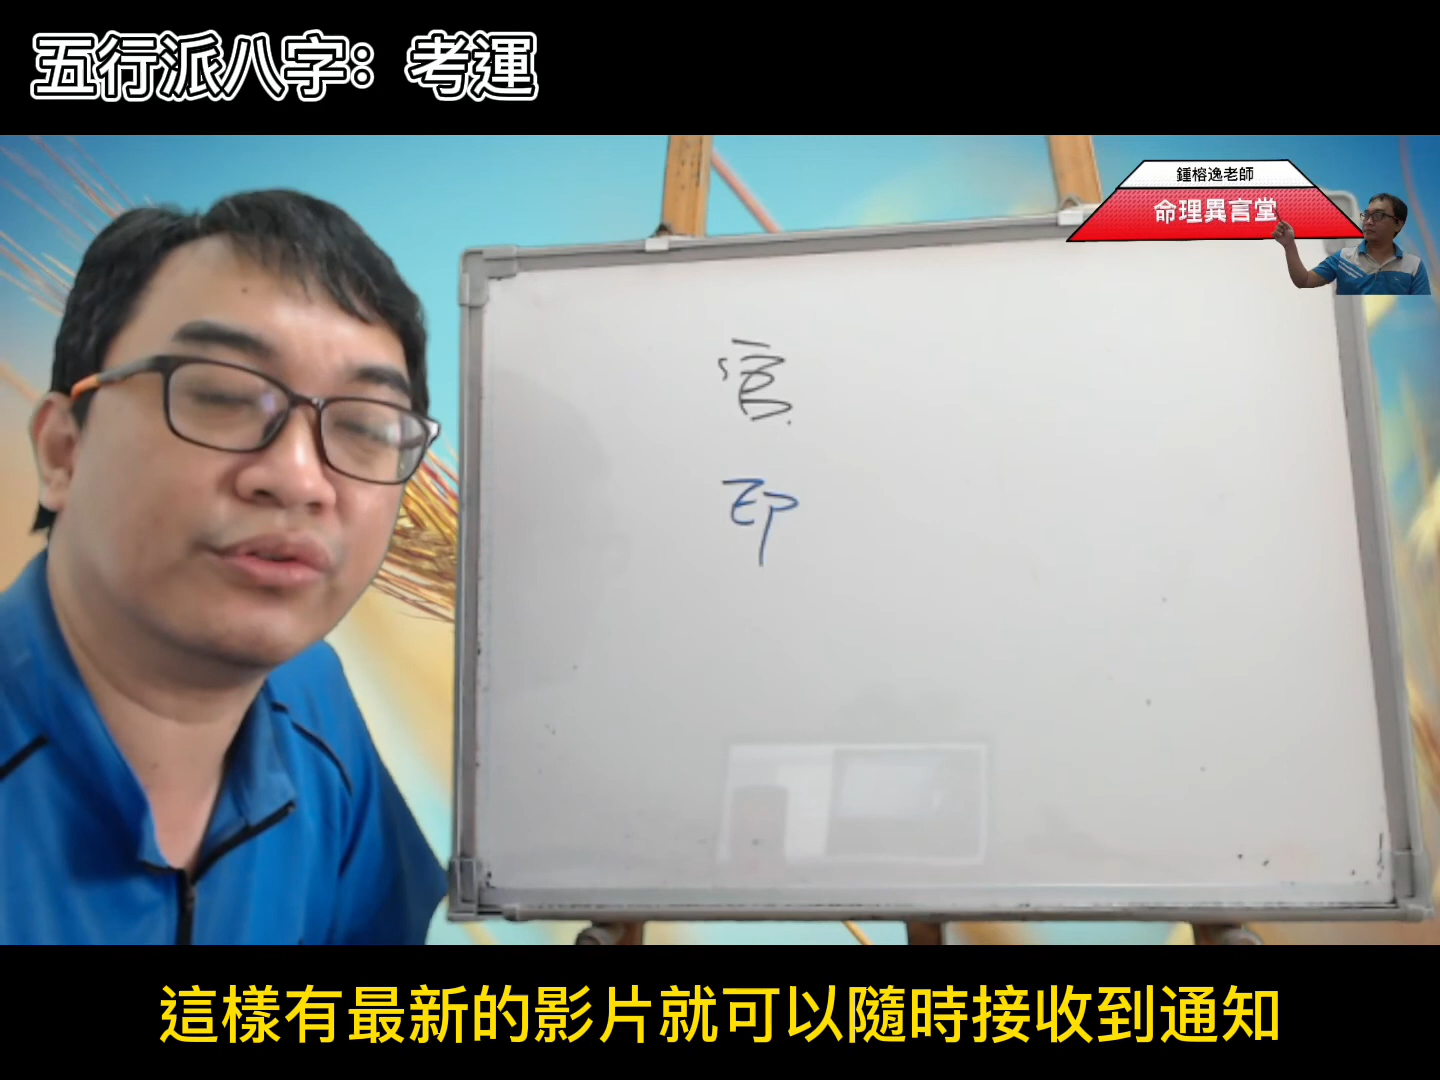 五行派八字：考運
鍾榕逸老師
命理異言堂
官
印
這樣有最新的影片就可以隨時接收到通知